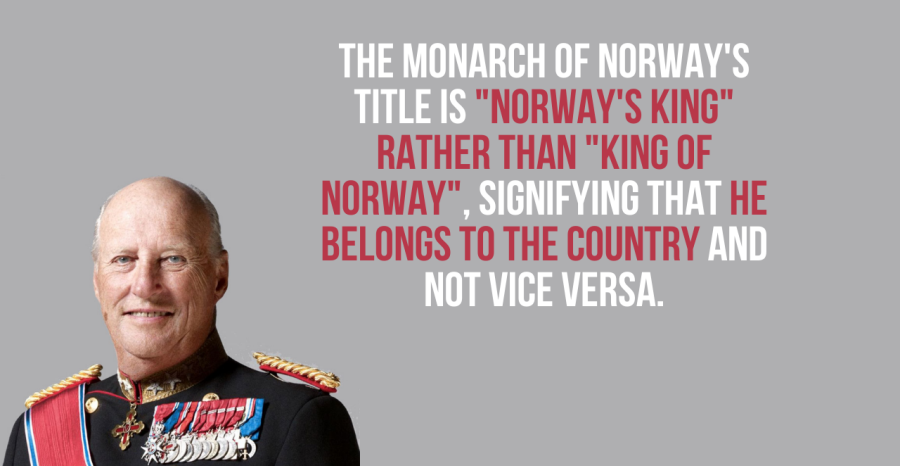 THE MONARCH OF NORWAY'S
TITLE IS "NORWAY'S KING"
RATHER THAN "KING OF
NORWAY", SIGNIFYING THAT HE
BELONGS TO THE COUNTRY AND
NOT VICE VERSA.